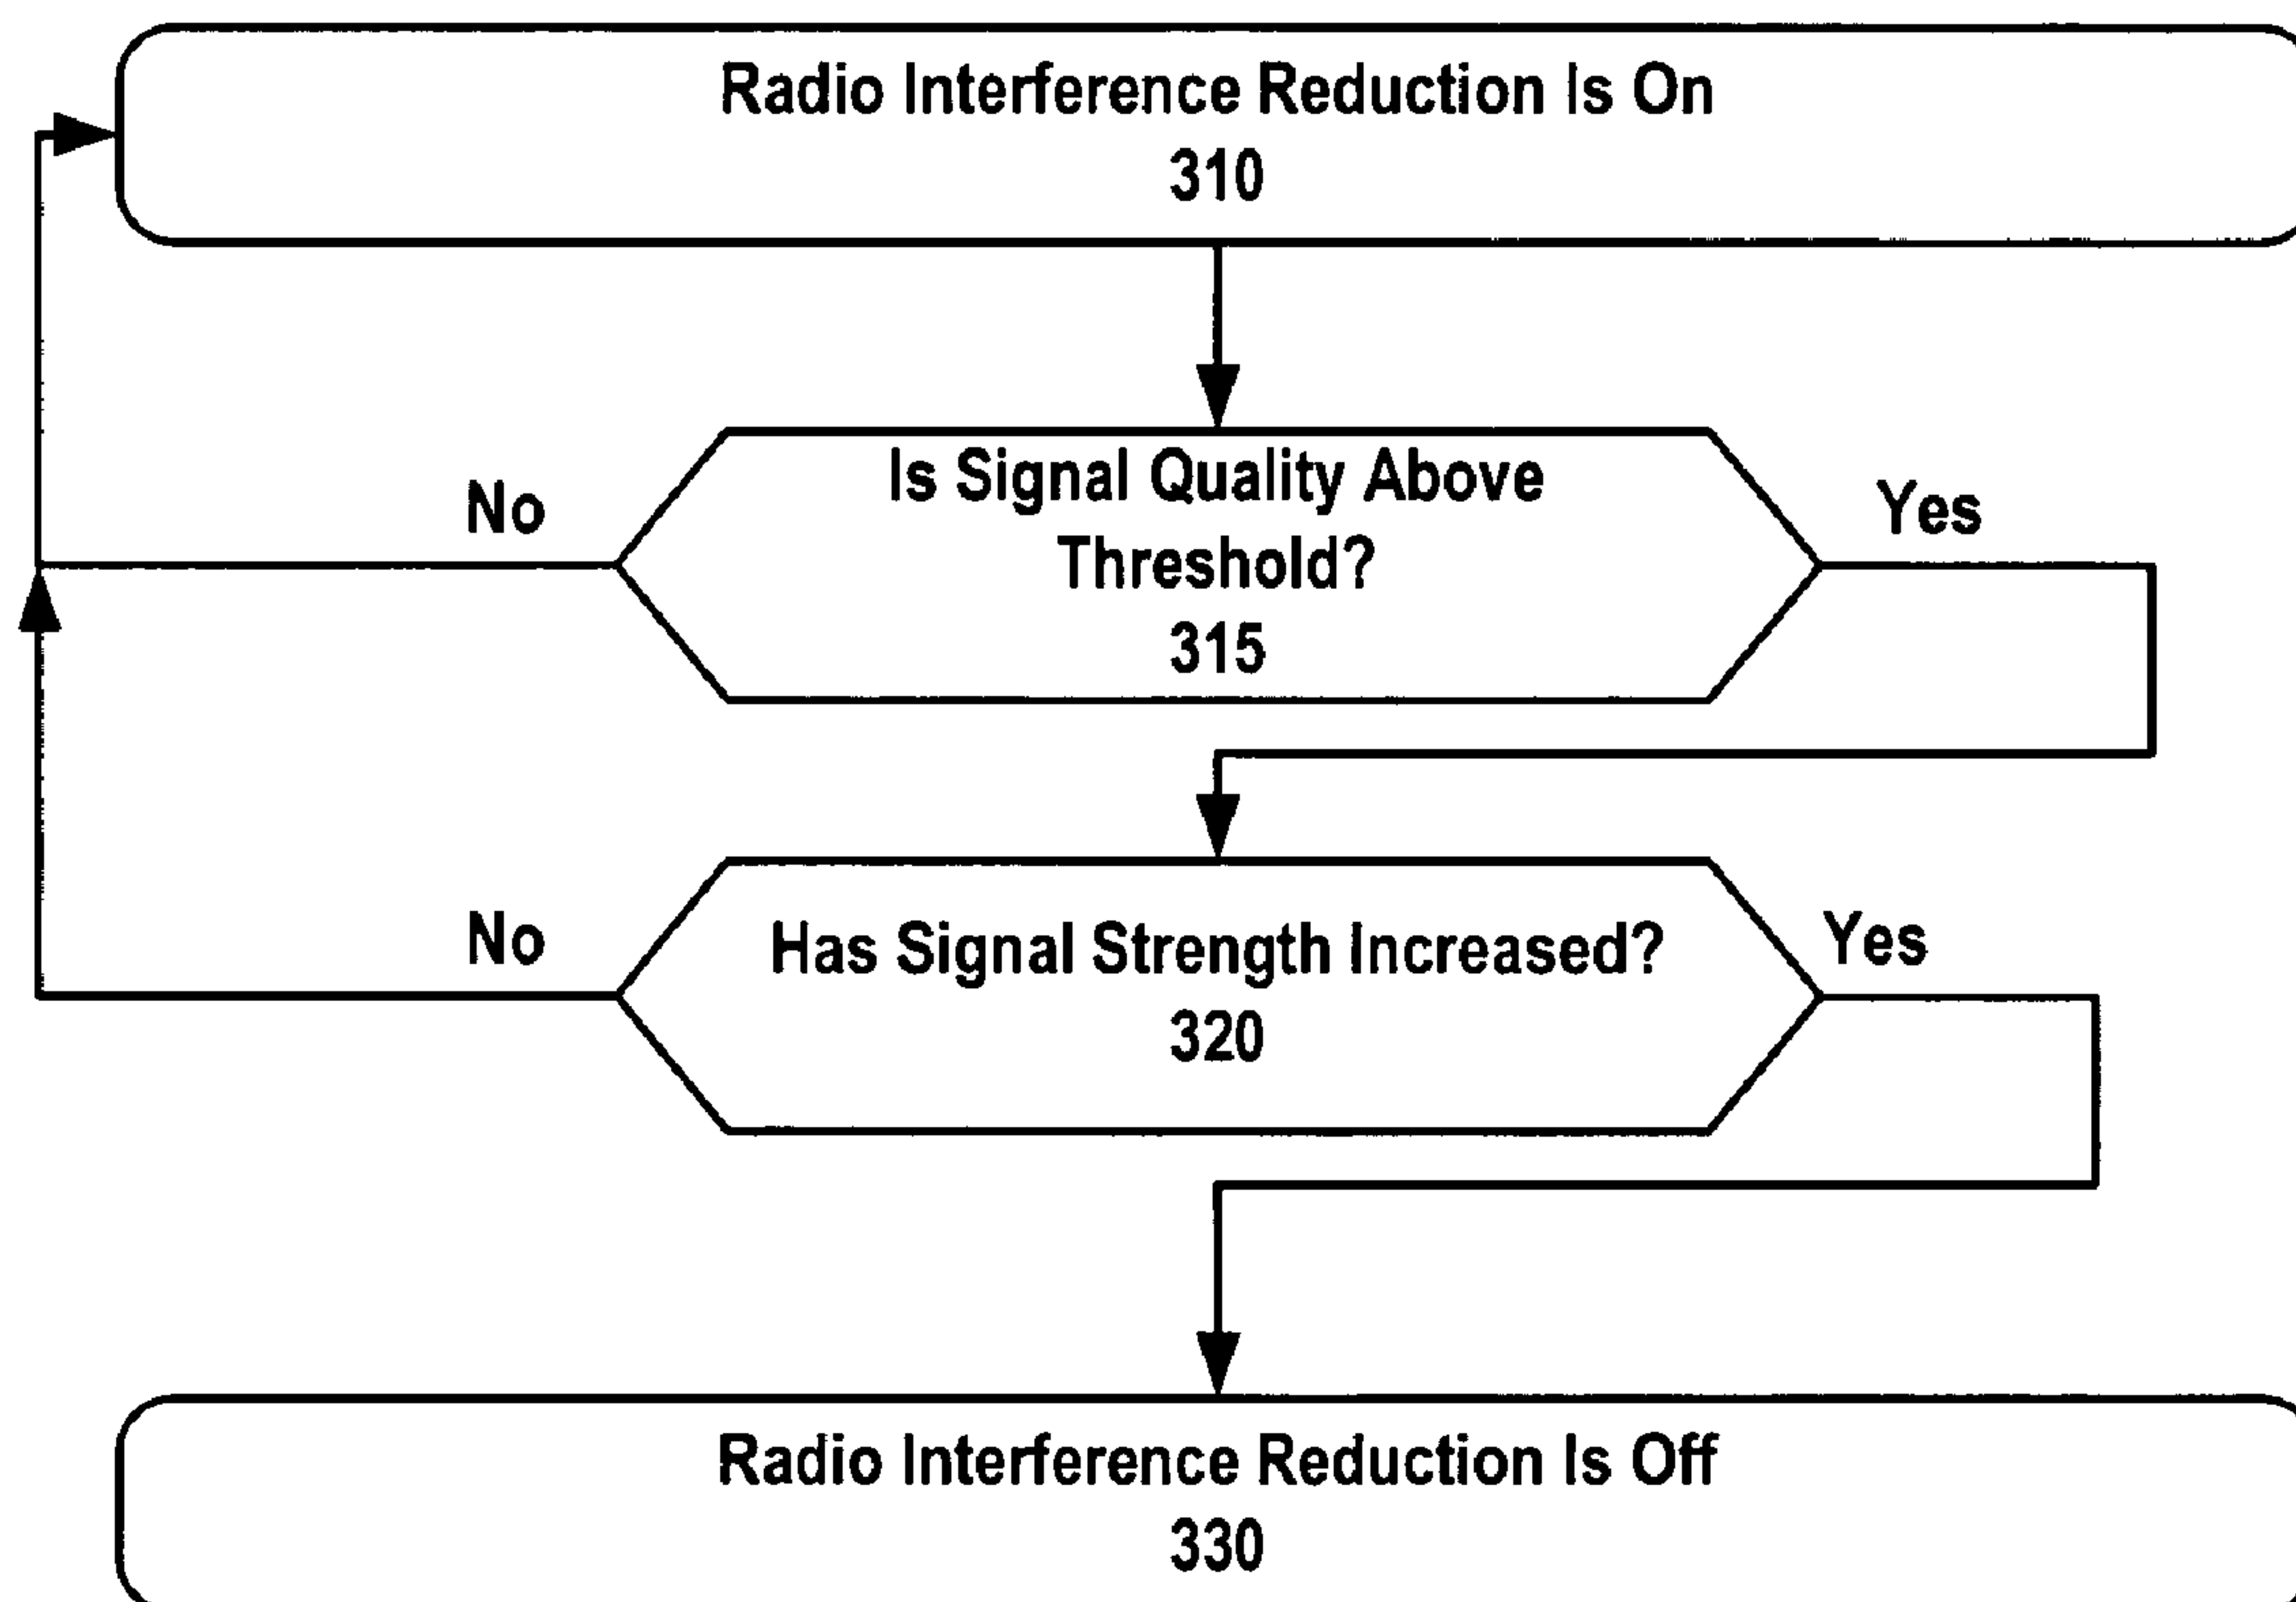 Radio Interference Reduction Is On
310
Is Signal Quality Above
Threshold?
315
No
Yes
Has Signal Strength Increased?
320
No
Yes
Radio Interference Reduction Is Off
330